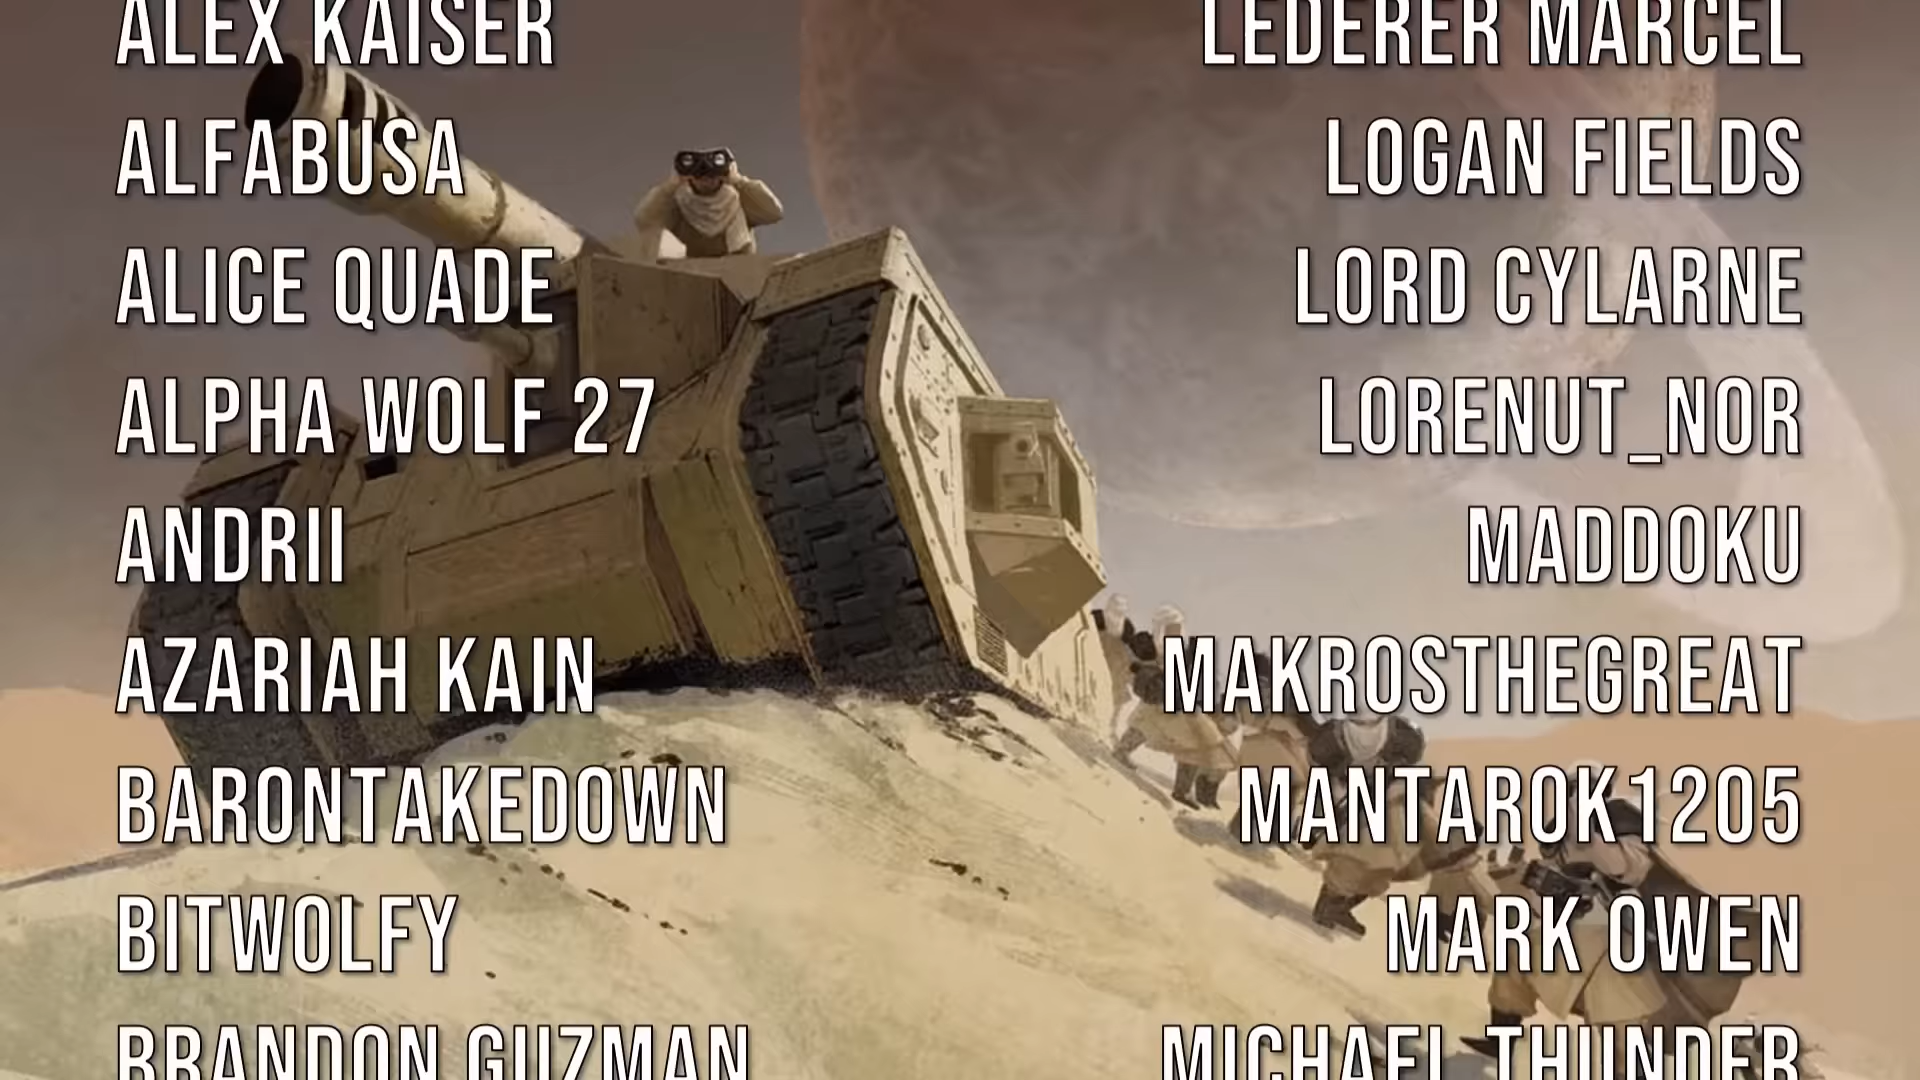 ALEX KAISER
ALFABUSA
ALICE QUADE
ALPHA WOLF 27
ANDRII
AZARIAH KAIN
BARONTAKEDOWN
BITWOLFY
BRANDON GUZMAN
LEDERER MARCEL
LOGAN FIELDS
LORD CYLARNE
LORENUT_NOR
MADDOKU
MAKROSTHEGREAT
MANTAROK1205
MARK OWEN
MICHAEL THUNDER